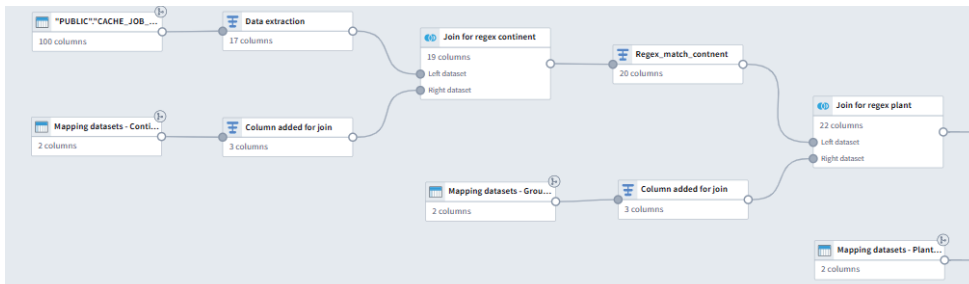 "PUBLIC"."CACHE_JOB_...
100 columns
Data extraction
17 columns
Join for regex continent
19 columns
Left dataset
Right dataset
Regex_match_contnent
20 columns
Join for regex plant
22 columns
Left dataset
Right dataset
Mapping datasets - Conti...
2 columns
Column added for join
3 columns
Mapping datasets - Grou...
2 columns
Column added for join
3 columns
Mapping datasets - Plant...
2 columns